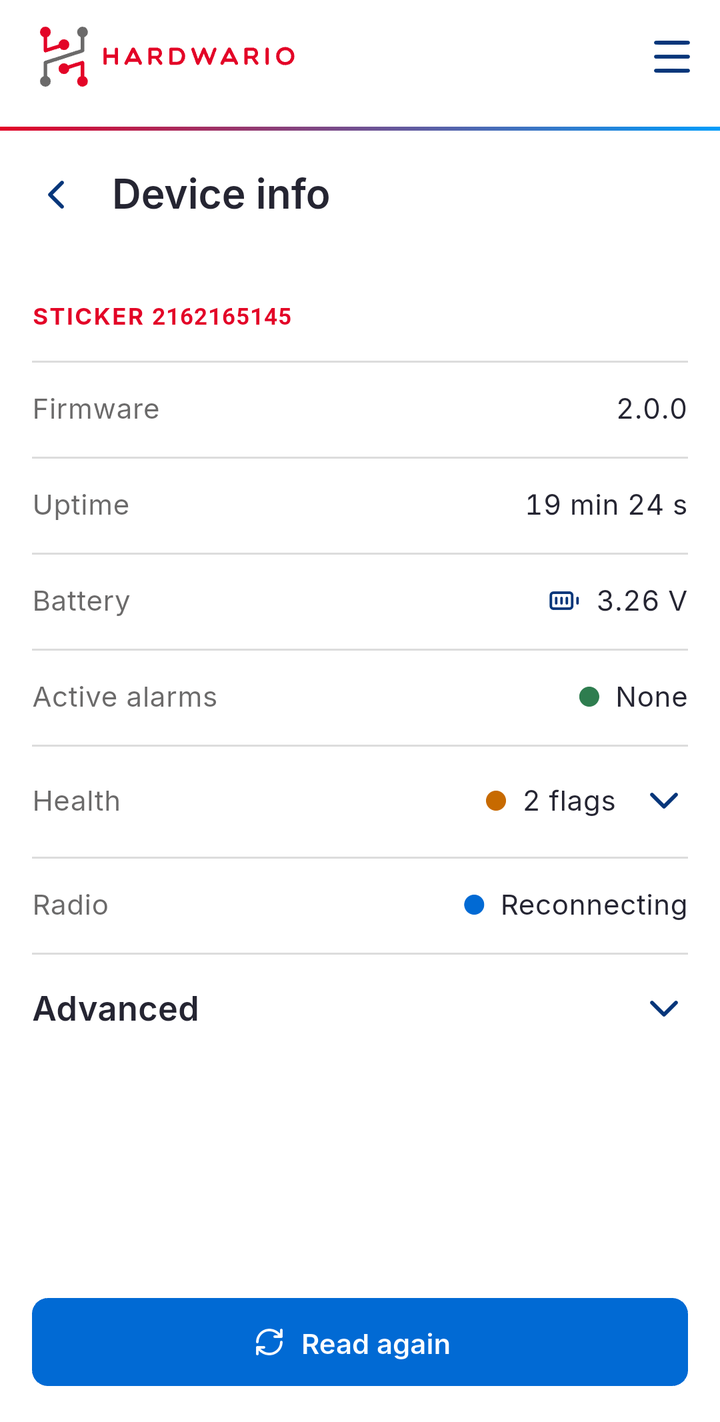 HARDWARIO
Device info
STICKER 2162165145
Firmware 2.0.0
Uptime 19 min 24 s
Battery 3.26 V
Active alarms None
Health 2 flags
Radio Reconnecting
Advanced
Read again